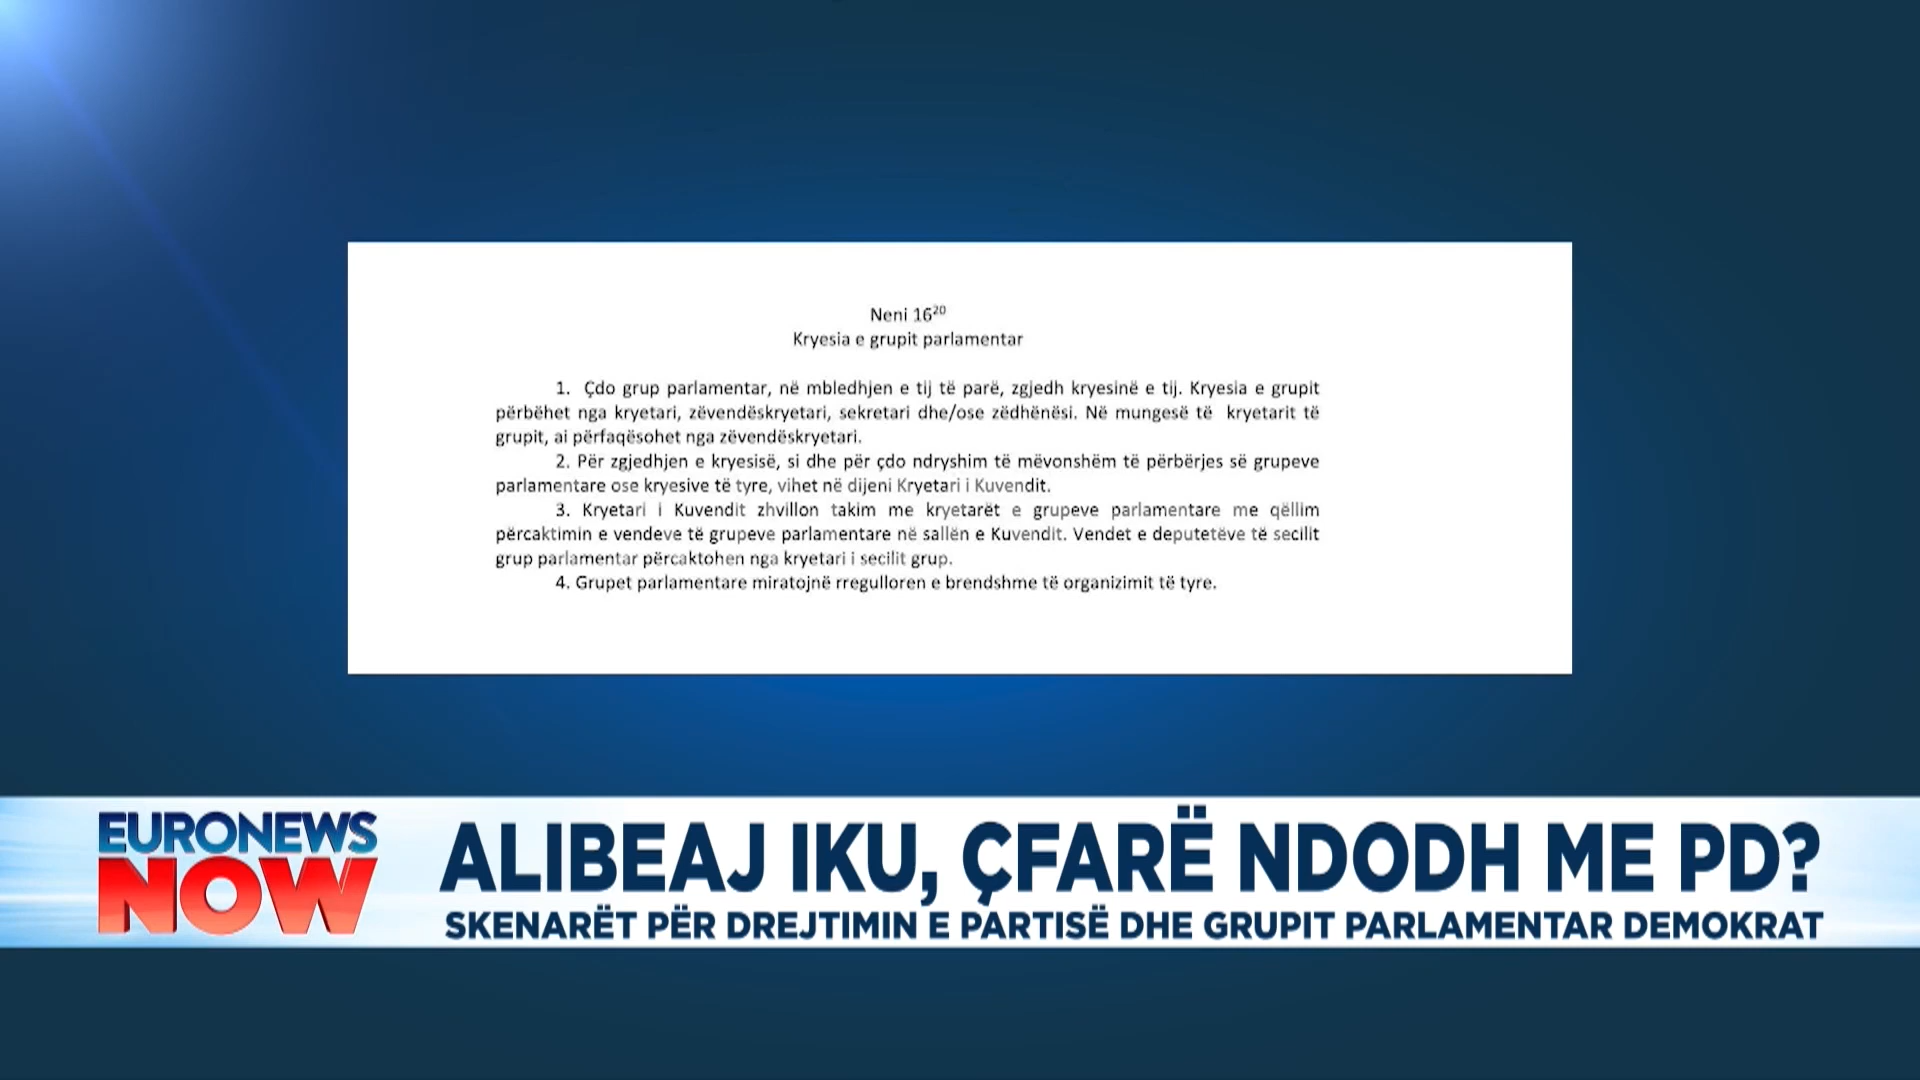 Neni 16²⁰
Kryesia e grupit parlamentar
1. Çdo grup parlamentar, në mbledhjen e tij të parë, zgjedh kryesinë e tij. Kryesia e grupit
përbëhet nga kryetari, zëvendëskryetari, sekretari dhe/ose zëdhënësi. Në mungesë të kryetarit të
grupit, ai përfaqësohet nga zëvendëskryetari.
2. Për zgjedhjen e kryesisë, si dhe për çdo ndryshim të mëvonshëm të përbërjes së grupeve
parlamentare ose kryesive të tyre, vihet në dijeni Kryetari i Kuvendit.
3. Kryetari i Kuvendit zhvillon takim me kryetarët e grupeve parlamentare me qëllim
përcaktimin e vendeve të grupeve parlamentare në sallën e Kuvendit. Vendet e deputetëve të secilit
grup parlamentar përcaktohen nga kryetari i secilit grup.
4. Grupet parlamentare miratojnë rregulloren e brendshme të organizimit të tyre.
EURONEWS
NOW
ALIBEAJ IKU, ÇFARË NDODH ME PD?
SKENARËT PËR DREJTIMIN E PARTISË DHE GRUPIT PARLAMENTAR DEMOKRAT